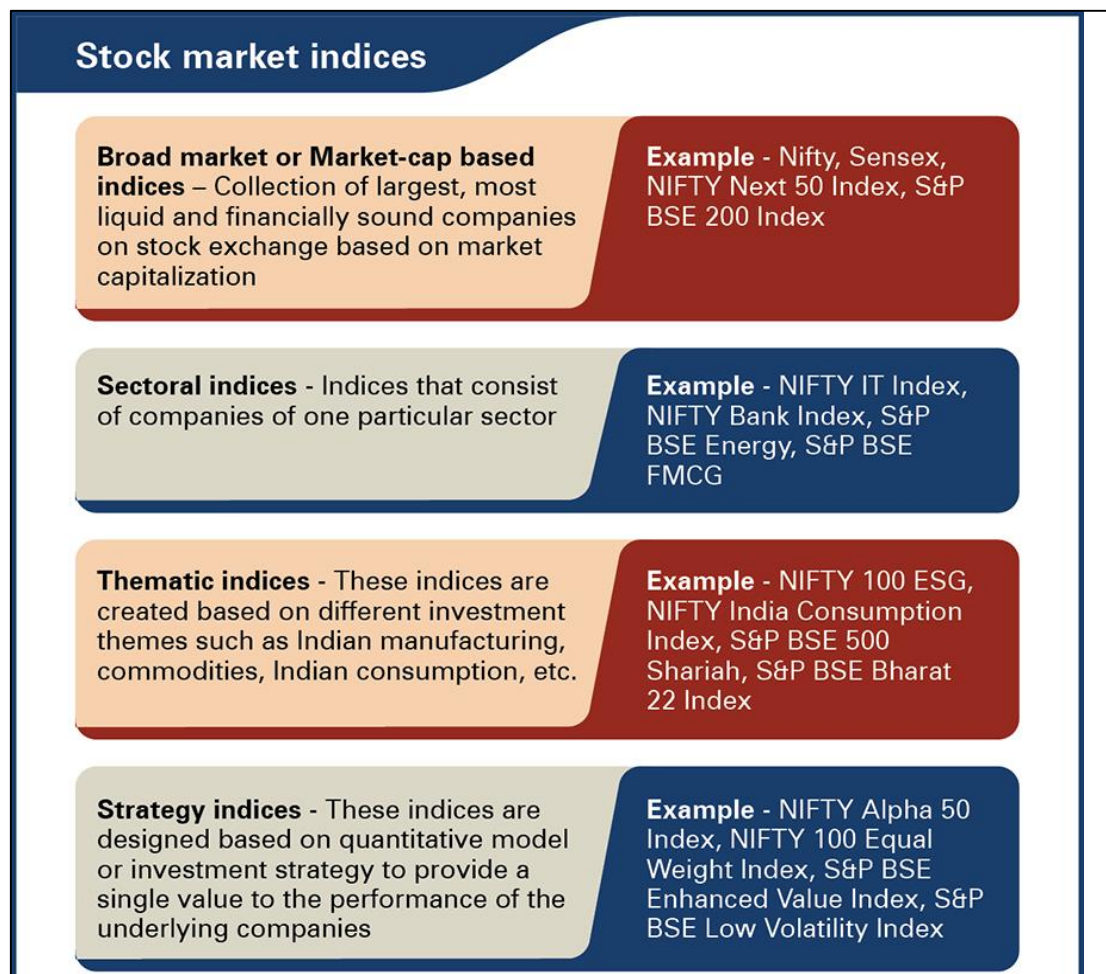 Stock market indices
Broad market or Market-cap based
indices – Collection of largest, most
liquid and financially sound companies
on stock exchange based on market
capitalization
Example - Nifty, Sensex,
NIFTY Next 50 Index, S&P
BSE 200 Index
Sectoral indices - Indices that consist
of companies of one particular sector
Example - NIFTY IT Index,
NIFTY Bank Index, S&P
BSE Energy, S&P BSE
FMCG
Thematic indices - These indices are
created based on different investment
themes such as Indian manufacturing,
commodities, Indian consumption, etc.
Example - NIFTY 100 ESG,
NIFTY India Consumption
Index, S&P BSE 500
Shariah, S&P BSE Bharat
22 Index
Strategy indices - These indices are
designed based on quantitative model
or investment strategy to provide a
single value to the performance of the
underlying companies
Example - NIFTY Alpha 50
Index, NIFTY 100 Equal
Weight Index, S&P BSE
Enhanced Value Index, S&P
BSE Low Volatility Index